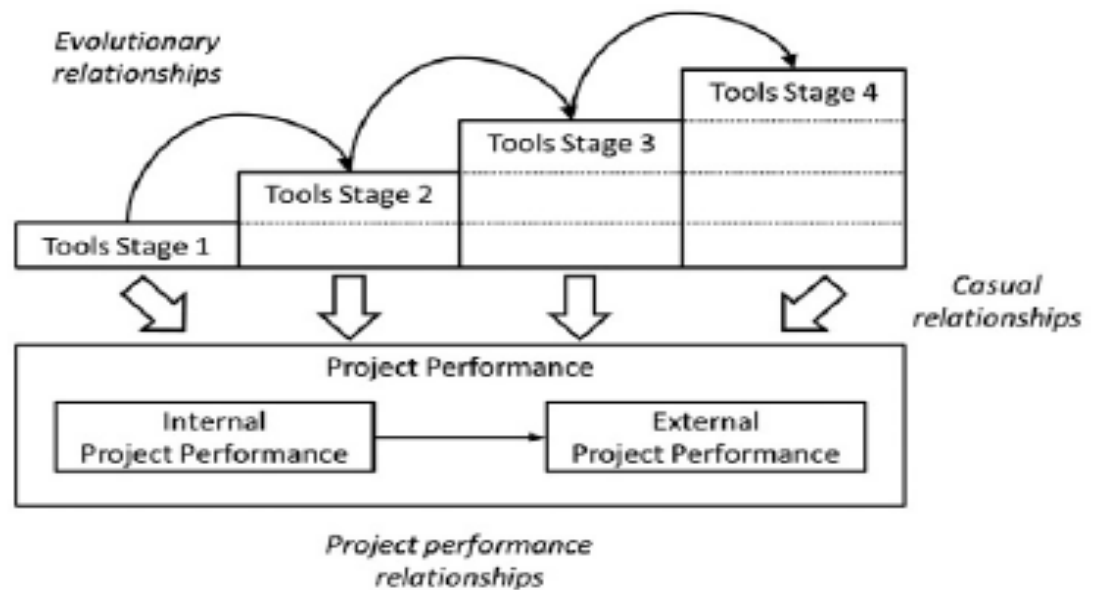 Evolutionary
relationships
Tools Stage 4
Tools Stage 3
Tools Stage 2
Tools Stage 1
Casual
relationships
Project Performance
Internal
Project Performance
External
Project Performance
Project performance
relationships